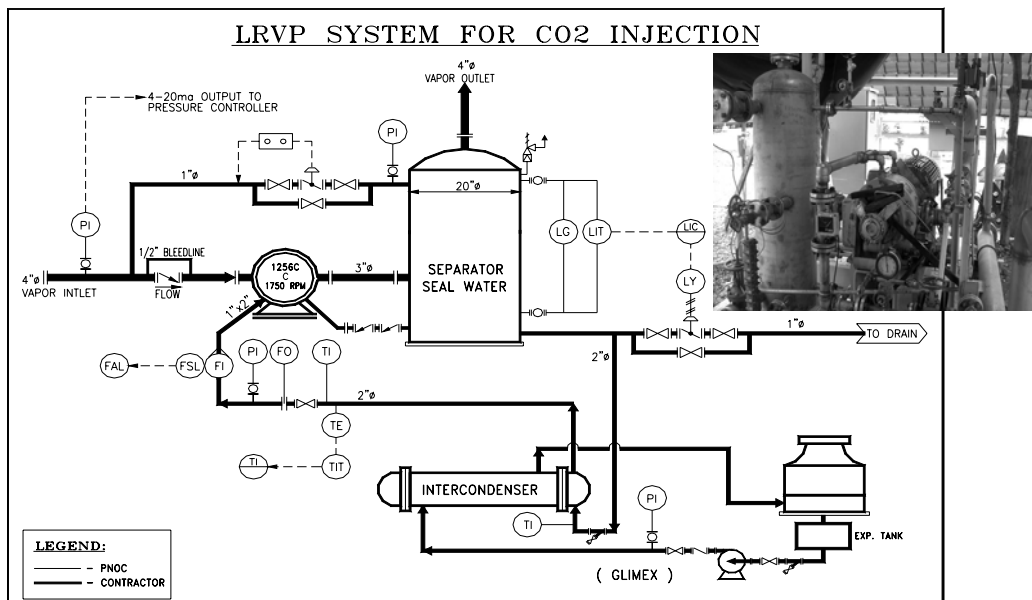 LRVP SYSTEM FOR CO2 INJECTION
4"ø
VAPOR OUTLET
4-20ma OUTPUT TO
PRESSURE CONTROLLER
PI
1"ø
PI
20"ø
LG
LIT
LIC
LY
1/2" BLEEDLINE
4"ø
VAPOR INLET
FLOW
1256C
C
1750 RPM
3"ø
SEPARATOR
SEAL WATER
1"x2"
1"ø
TO DRAIN
2"ø
FAL
FSL
FI
PI
FO
TI
2"ø
TE
TI
TIT
INTERCONDENSER
TI
PI
EXP. TANK
( GLIMEX )
LEGEND:
PNOC
CONTRACTOR